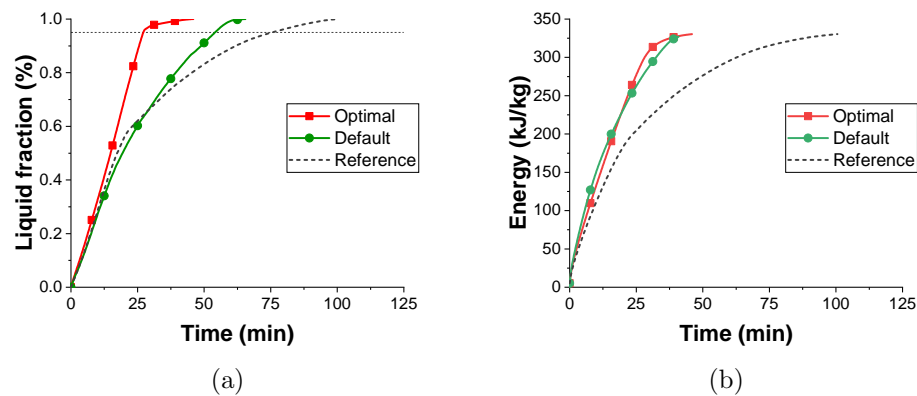 1.0
0.8
0.6
0.4
0.2
0.0
0
25
50
75
100
125
Liquid fraction (%)
Time (min)
Optimal
Default
Reference
(a)
350
300
250
200
150
100
50
0
0
25
50
75
100
125
Energy (kJ/kg)
Time (min)
Optimal
Default
Reference
(b)